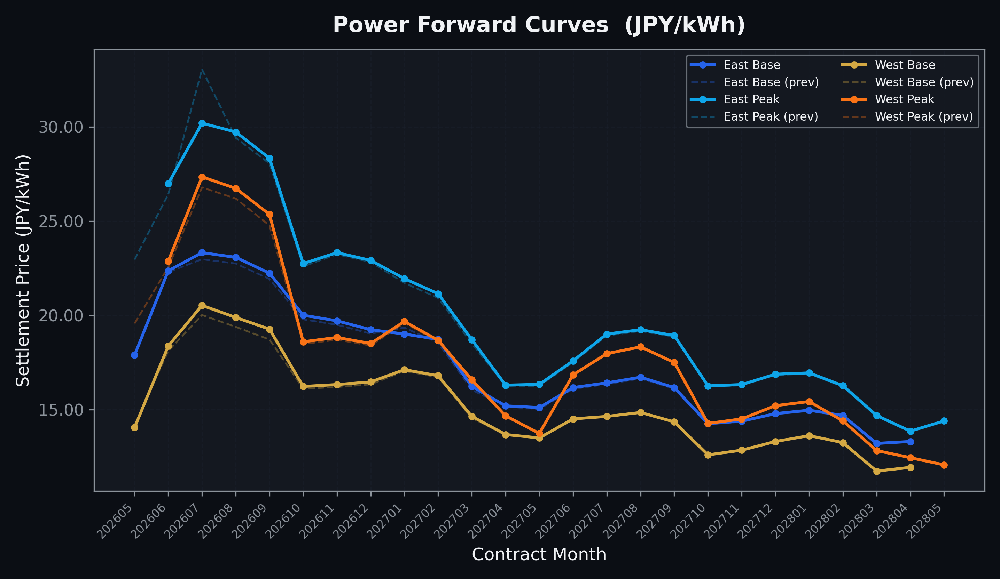 Power Forward Curves  (JPY/kWh)
East Base
East Base (prev)
East Peak
East Peak (prev)
West Base
West Base (prev)
West Peak
West Peak (prev)
Settlement Price (JPY/kWh)
30.00
25.00
20.00
15.00
202605
202606
202607
202608
202609
202610
202611
202612
202701
202702
202703
202704
202705
202706
202707
202708
202709
202710
202711
202712
202801
202802
202803
202804
202805
Contract Month